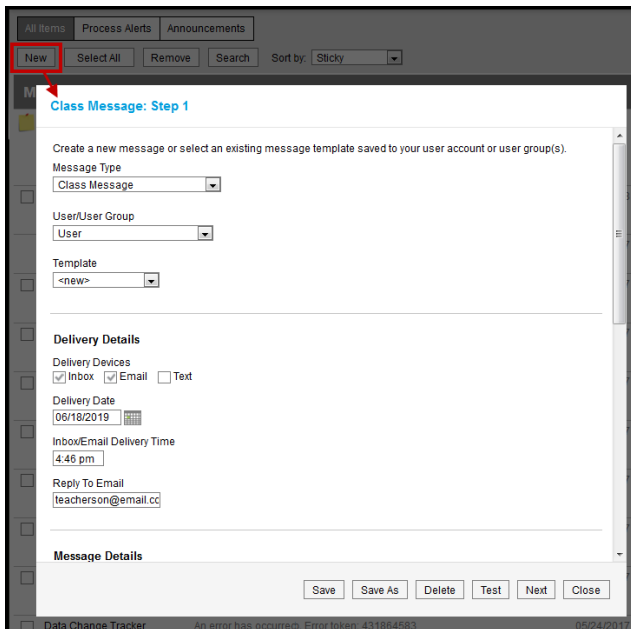 All Items Process Alerts Announcements
New Select All Remove Search Sort by: Sticky
M
Class Message: Step 1
Create a new message or select an existing message template saved to your user account or user group(s).
Message Type
Class Message
User/User Group
User
Template
<new>
Delivery Details
Delivery Devices
Inbox Email Text
Delivery Date
06/18/2019
Inbox/Email Delivery Time
4:46 pm
Reply To Email
teacherson@email.cc
Message Details
Save Save As Delete Test Next Close
Data Change Tracker An error has occurred. Error token: 431864583 05/24/2017